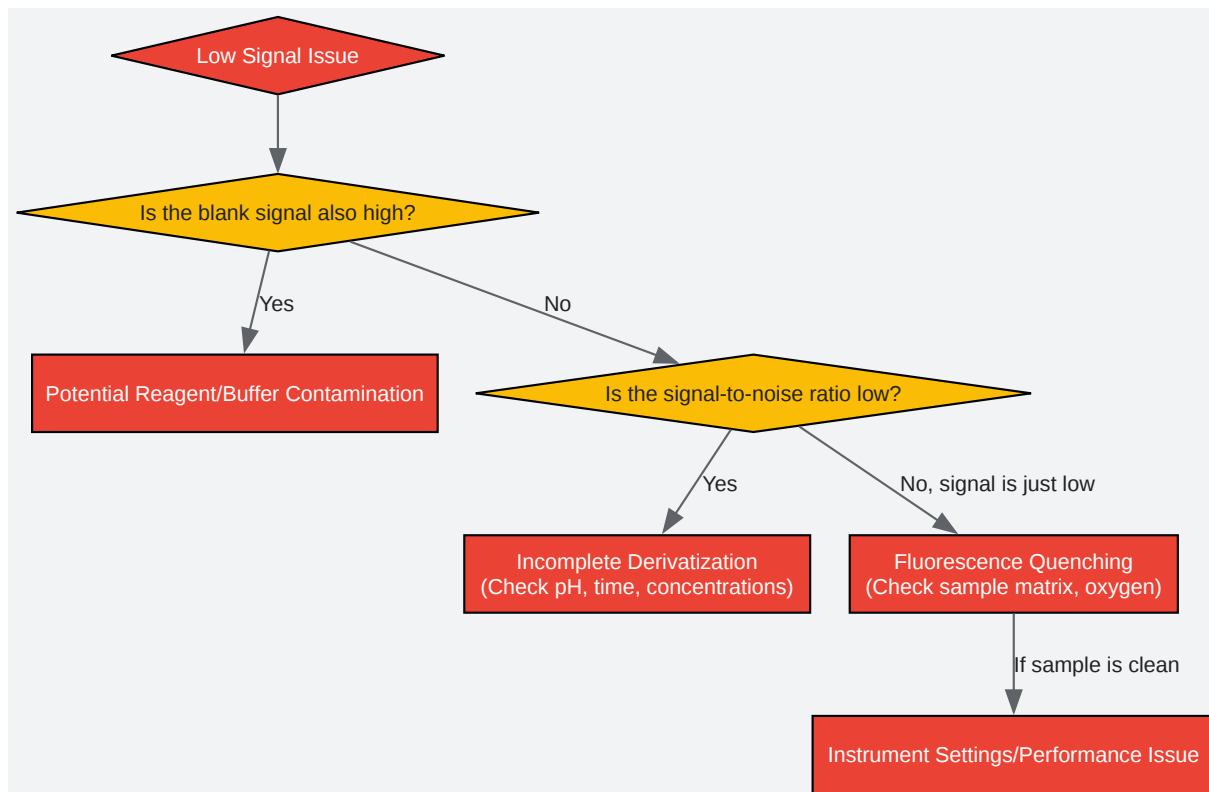 Low Signal Issue
Is the blank signal also high?
Yes
No
Potential Reagent/Buffer Contamination
Is the signal-to-noise ratio low?
Yes
No, signal is just low
Incomplete Derivatization
(Check pH, time, concentrations)
Fluorescence Quenching
(Check sample matrix, oxygen)
If sample is clean
Instrument Settings/Performance Issue